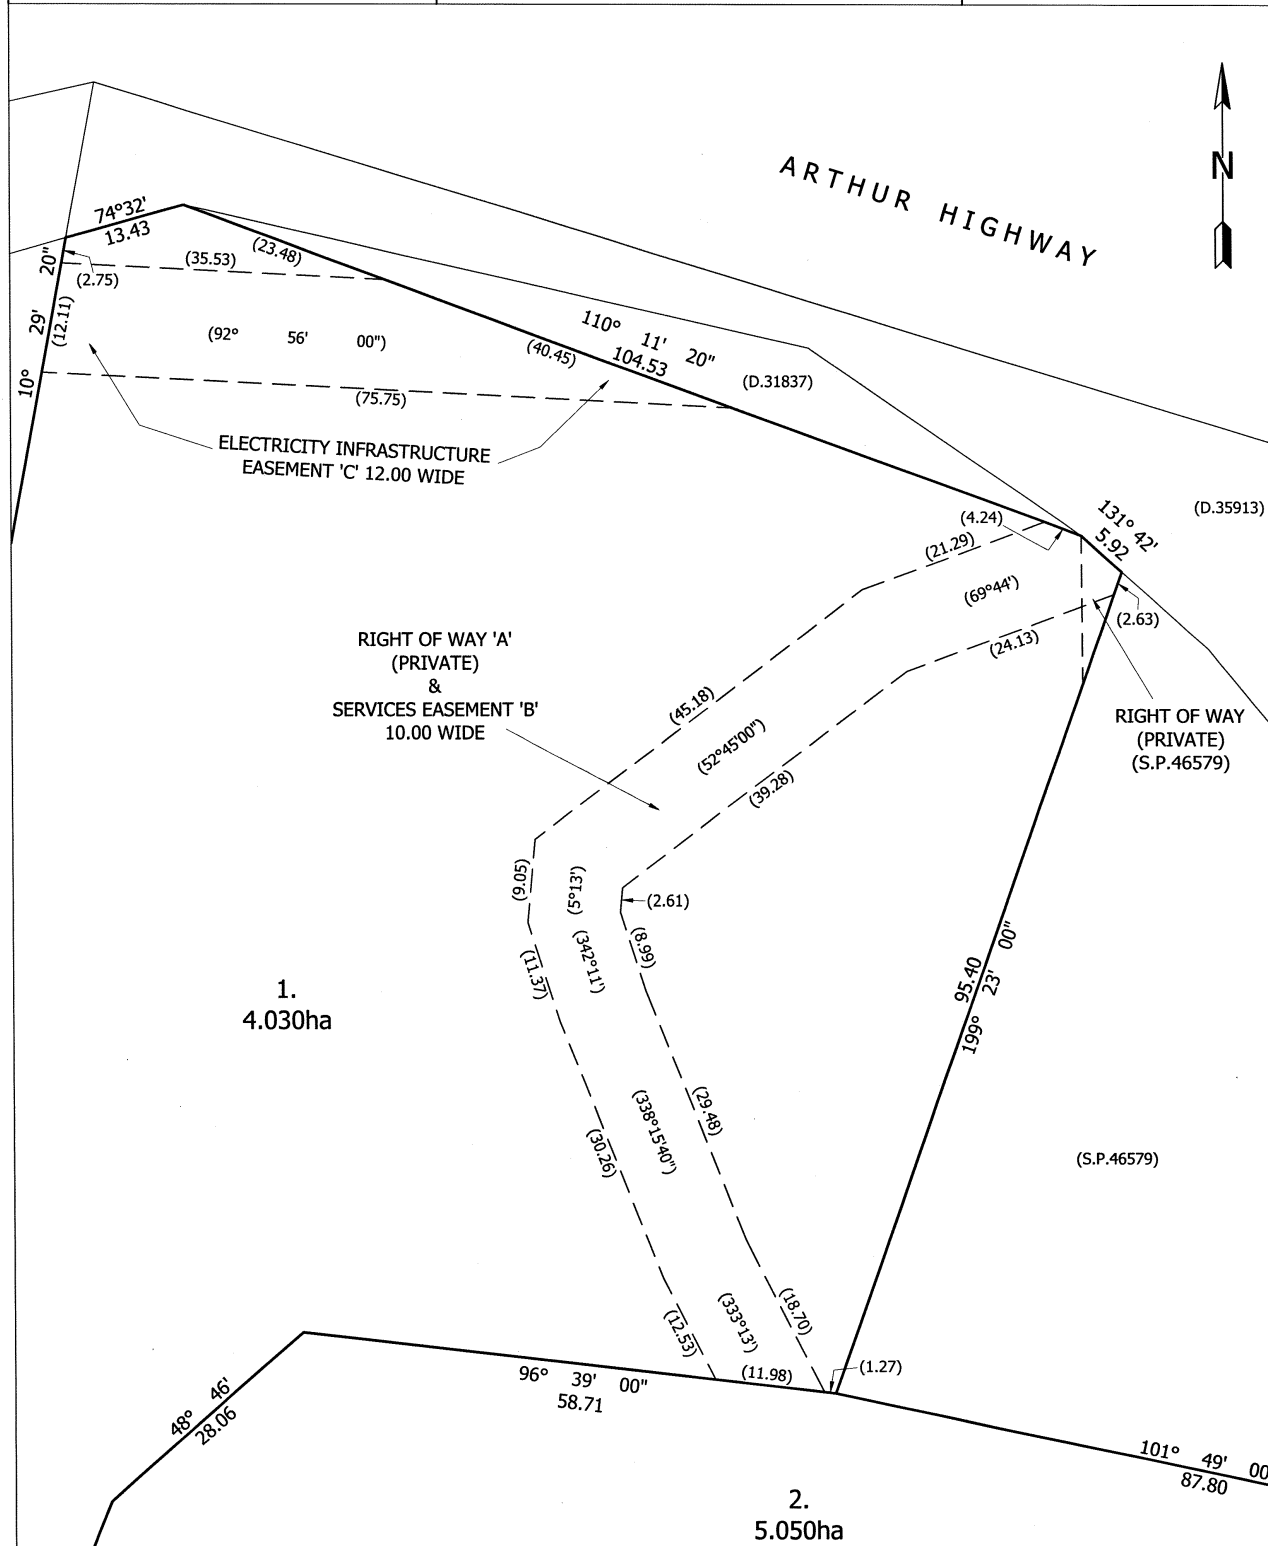 ARTHUR HIGHWAY
N
74°32'
13.43
20"
(2.75)
(35.53)
(23.48)
29'
(12.11)
(92° 56' 00")
110° 11' 20"
104.53
(40.45)
(D.31837)
10°
(75.75)
ELECTRICITY INFRASTRUCTURE
EASEMENT 'C' 12.00 WIDE
(4.24)
131° 42'
5.92
(D.35913)
(21.29)
(69°44')
(2.63)
(24.13)
RIGHT OF WAY 'A'
(PRIVATE)
&
SERVICES EASEMENT 'B'
10.00 WIDE
(45.18)
(52°45'00")
(39.28)
RIGHT OF WAY
(PRIVATE)
(S.P.46579)
(9.05)
(5°13')
(2.61)
(11.37)
(342°11')
(8.99)
95.40
199° 23' 00"
1.
4.030ha
(30.26)
(338°15'40")
(29.48)
(S.P.46579)
(12.53)
(333°13')
(18.70)
(11.98)
(1.27)
96° 39' 00"
58.71
48° 46'
28.06
101° 49' 00
87.80
2.
5.050ha